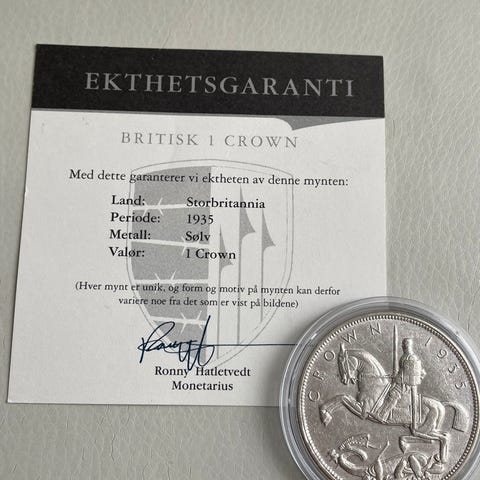 EKTHETSGARANTI
BRITISK 1 CROWN
Med dette garanterer vi ektheten av denne mynten:
Land: Storbritannia
Periode: 1935
Metall: Sølv
Valør: 1 Crown
(Hver mynt er unik, og form og motiv på mynten kan derfor
variere noe fra det som er vist på bildene)
Ronny Hatletvedt
Monetarius
CROWN 1935